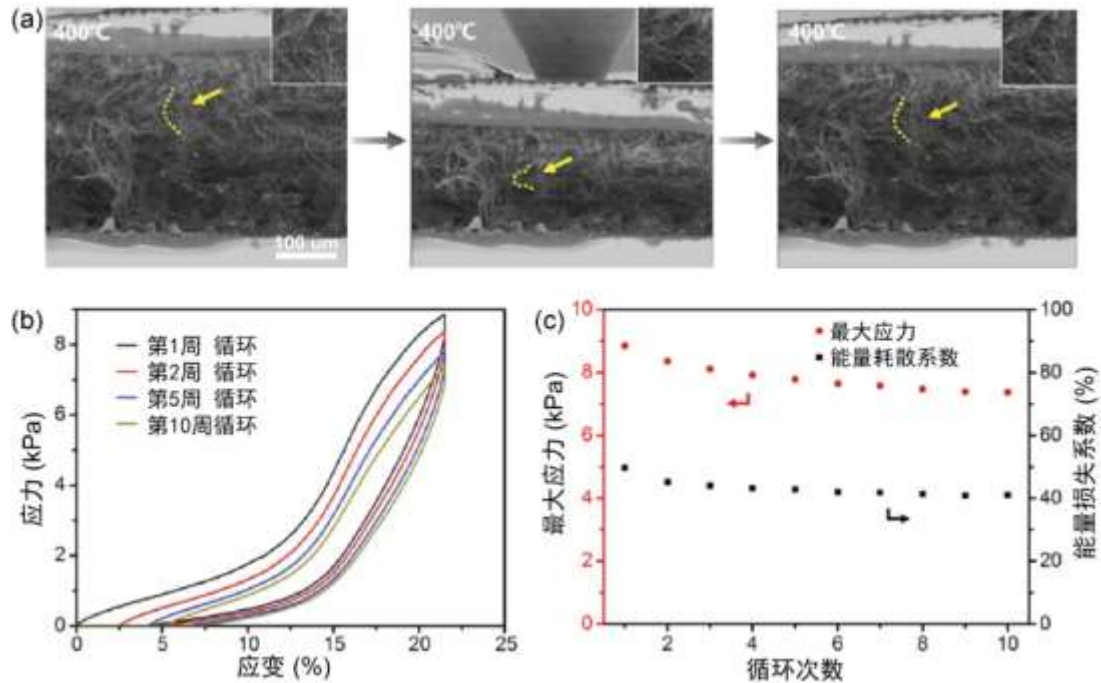 (a)
400℃
400℃
400℃
100 um
(b)
第1周 循环
第2周 循环
第5周 循环
第10周循环
应力 (kPa)
8
6
4
2
0
0 5 10 15 20 25
应变 (%)
(c)
最大应力
能量耗散系数
最大应力 (kPa)
10
8
6
4
2
0
2 4 6 8 10
循环次数
100
80
60
40
20
0
能量损失系数 (%)